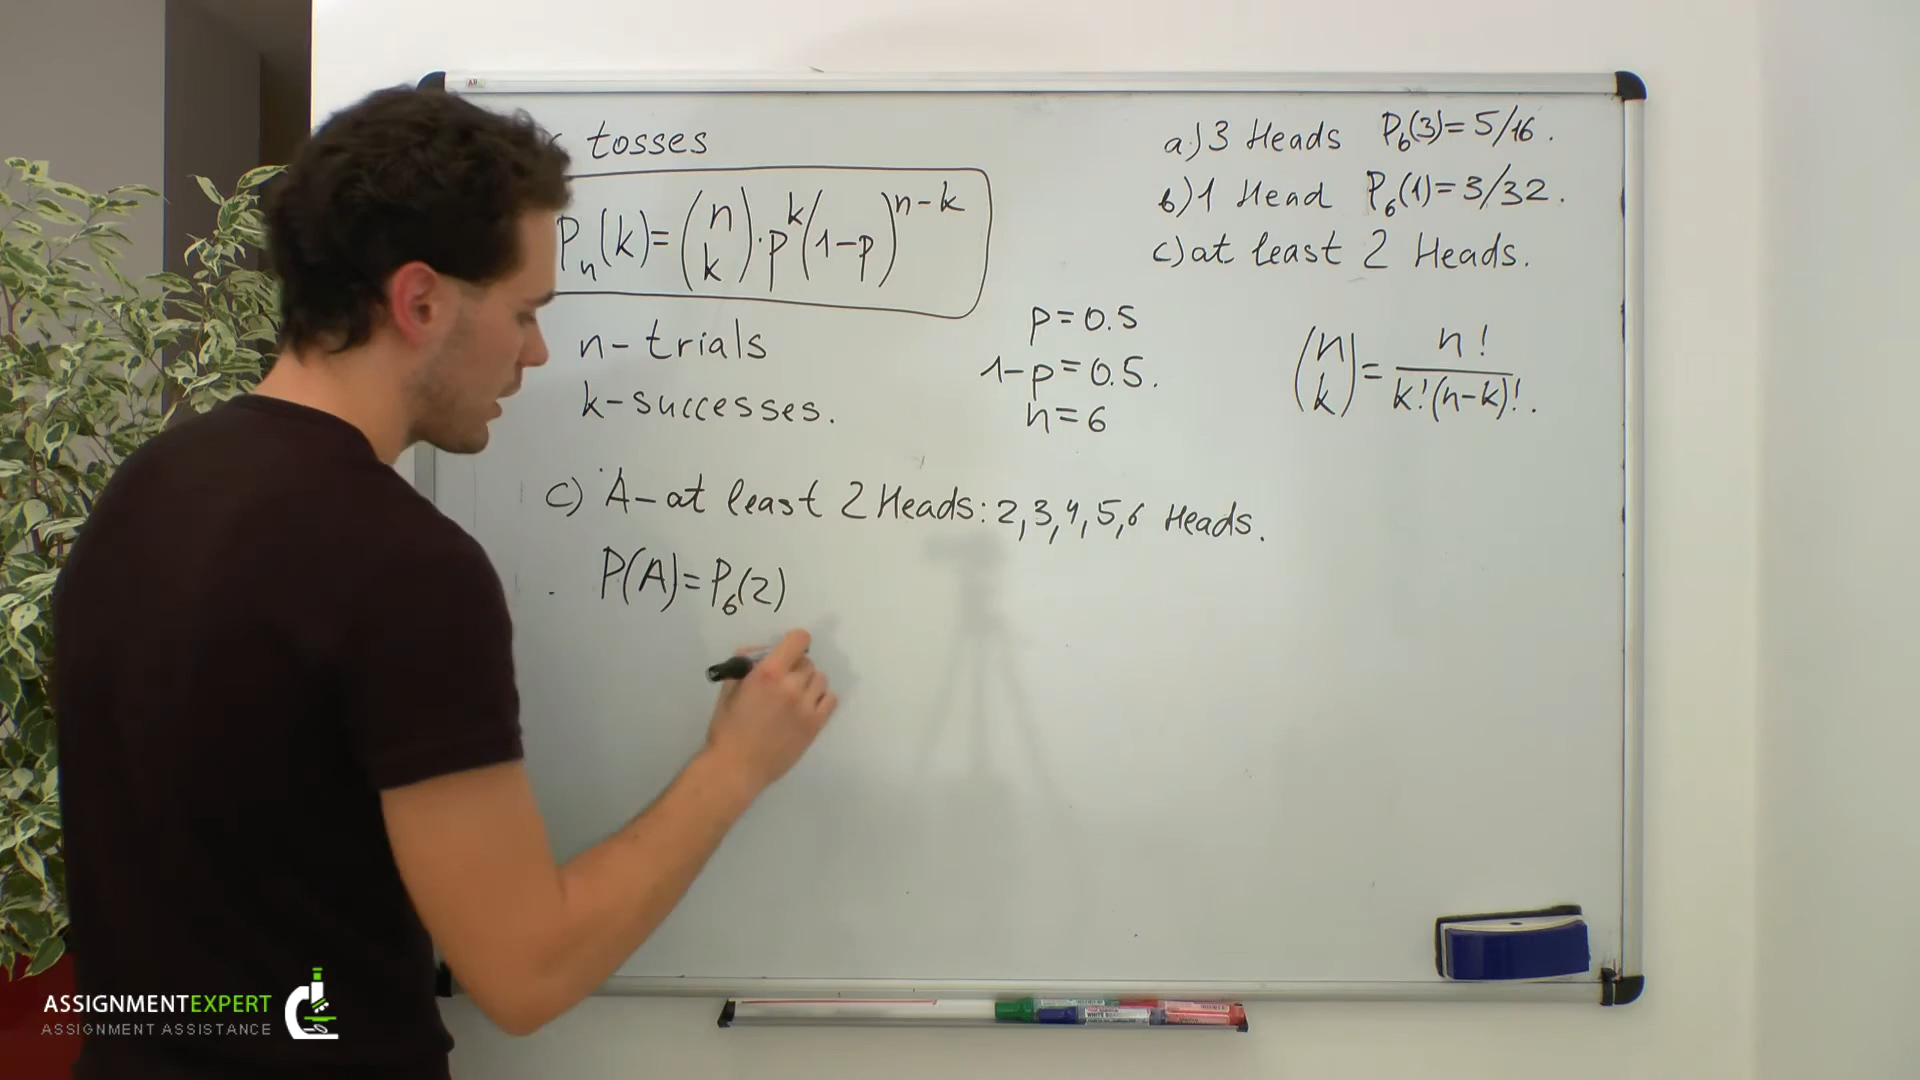 tosses
Pₙ(k)=(n k)·p^k(1-p)^n-k
n-trials
k-successes.
p=0.5
1-p=0.5.
n=6
a)3 Heads P₆(3)=5/16.
b)1 Head P₆(1)=3/32.
c)at least 2 Heads.
(n k)=n!/k!(n-k)!.
c) A-at least 2 Heads: 2,3,4,5,6 Heads.
P(A)=P₆(2)
ASSIGNMENTEXPERT
ASSIGNMENT ASSISTANCE